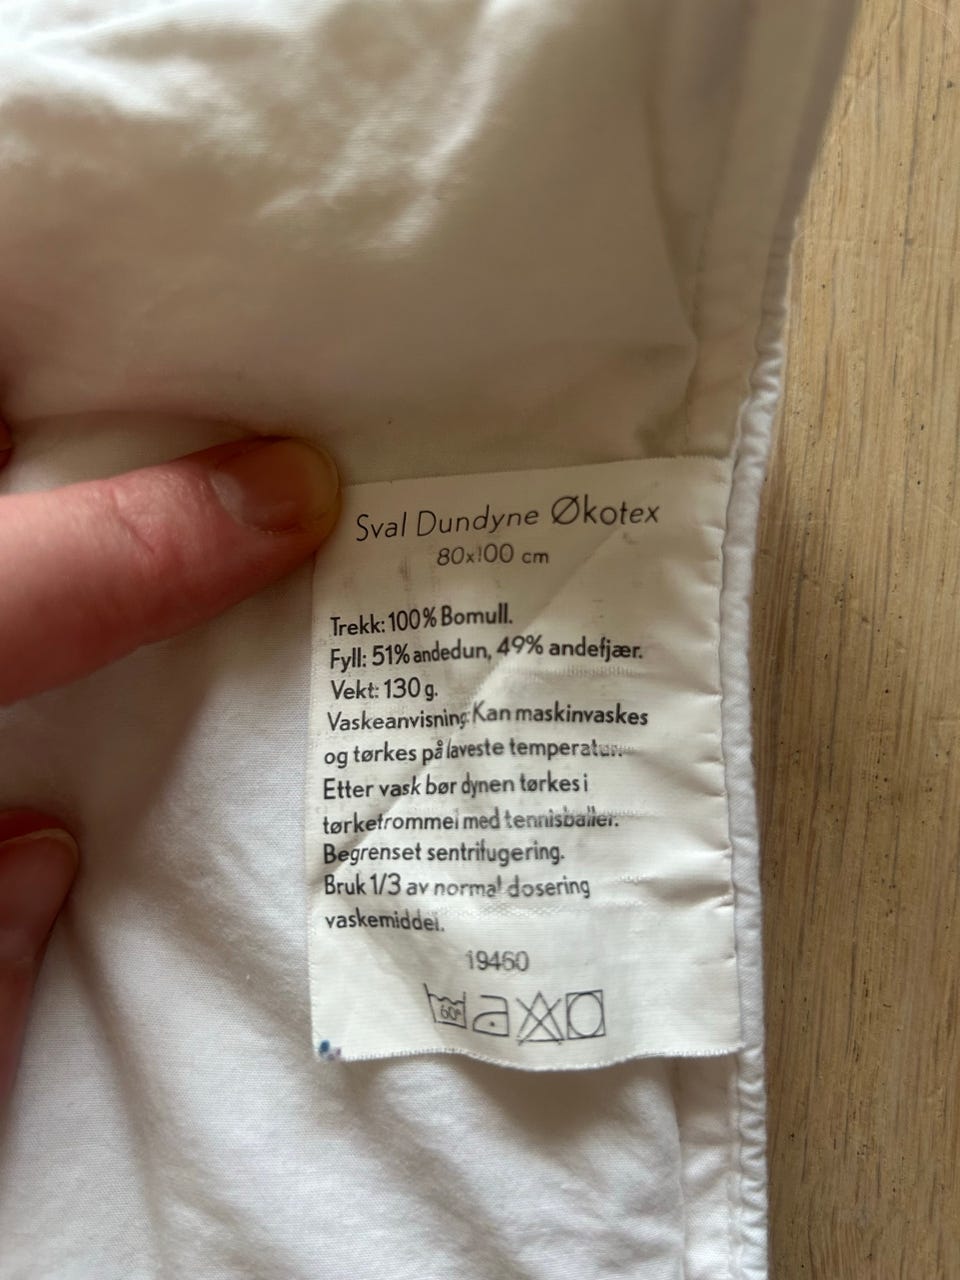 Sval Dundyne Økotex
80x100 cm
Trekk: 100% Bomull.
Fyll: 51% andedun, 49% andefjær.
Vekt: 130 g.
Vaskeanvisning: Kan maskinvaskes
og tørkes på laveste temperatur.
Etter vask bør dynen tørkes i
tørketrommel med tennisballer.
Begrenset sentrifugering.
Bruk 1/3 av normal dosering
vaskemiddel.
19460
60°